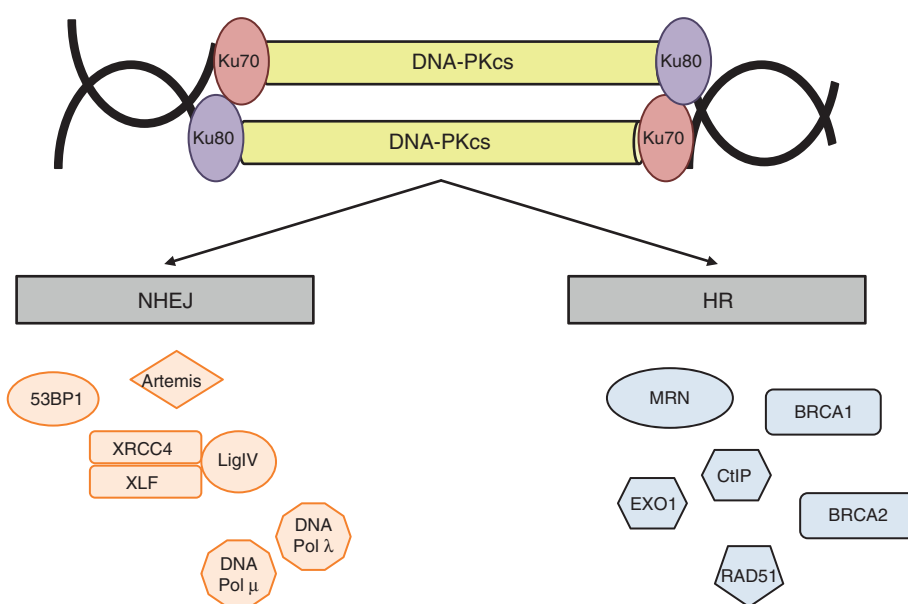 Ku70
DNA-PKcs
Ku80
Ku80
DNA-PKcs
Ku70
NHEJ
HR
53BP1
Artemis
XRCC4
XLF
LigIV
DNA
Pol λ
DNA
Pol μ
MRN
BRCA1
CtIP
EXO1
BRCA2
RAD51